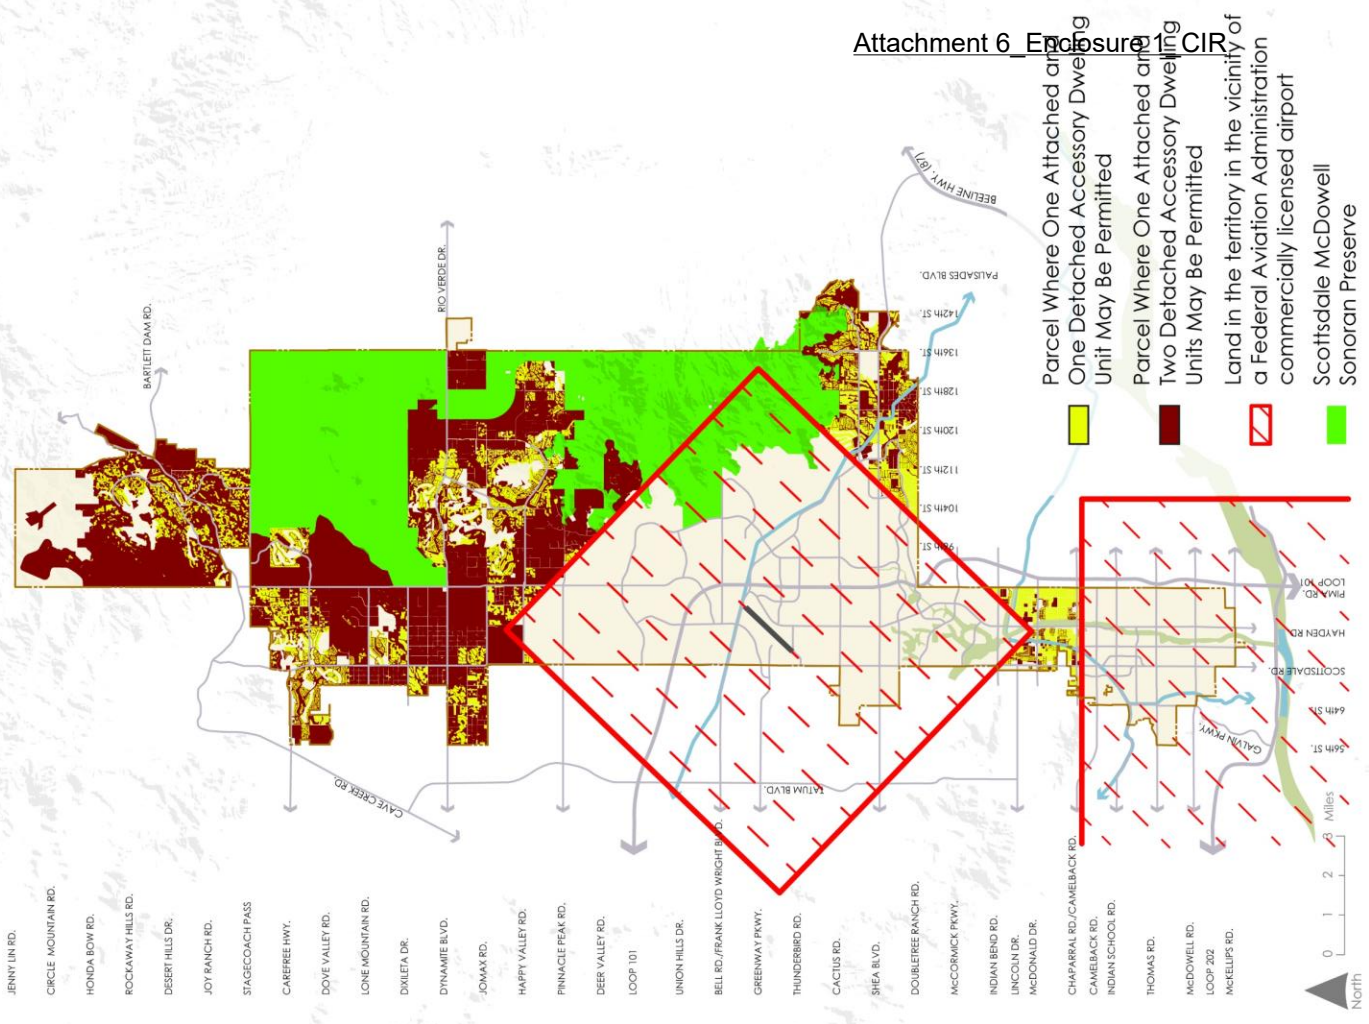 Attachment 6_Enclosure 1_CIR
Parcel Where One Attached and
One Detached Accessory Dwelling
Unit May Be Permitted
Parcel Where One Attached and
Two Detached Accessory Dwelling
Units May Be Permitted
Land in the territory in the vicinity of
a Federal Aviation Administration
commercially licensed airport
Scottsdale McDowell
Sonoran Preserve
BEELINE HWY. (87)
PALISADES BLVD.
RIO VERDE DR.
BARTLETT DAM RD.
142th ST.
136th ST.
128th ST.
120th ST.
112th ST.
104th ST.
96th ST.
LOOP 101
PIMA RD.
HAYDEN RD
SCOTTSDALE RD.
64th ST.
56th ST.
GALVIN PKWY.
TATUM BLVD.
CAVE CREEK RD.
JENNY LIN RD.
CIRCLE MOUNTAIN RD.
HONDA BOW RD.
ROCKAWAY HILLS RD.
DESERT HILLS DR.
JOY RANCH RD.
STAGECOACH PASS
CAREFREE HWY.
DOVE VALLEY RD.
LONE MOUNTAIN RD.
DIXILETA DR.
DYNAMITE BLVD.
JOMAX RD.
HAPPY VALLEY RD.
PINNACLE PEAK RD.
DEER VALLEY RD.
LOOP 101
UNION HILLS DR.
BELL RD./FRANK LLOYD WRIGHT BLVD.
GREENWAY PKWY.
THUNDERBIRD RD.
CACTUS RD.
SHEA BLVD.
DOUBLETREE RANCH RD.
McCORMICK PKWY.
INDIAN BEND RD.
LINCOLN DR.
McDONALD DR.
CHAPARRAL RD./CAMELBACK RD.
CAMELBACK RD.
INDIAN SCHOOL RD.
THOMAS RD.
McDOWELL RD.
LOOP 202
McKELLIPS RD.
0 1 2 3 Miles
North